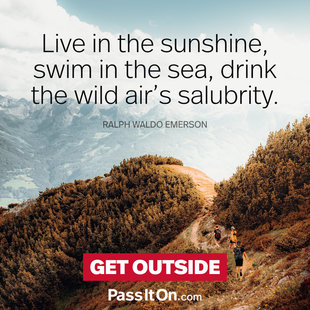 Live in the sunshine,
swim in the sea, drink
the wild air's salubrity.
RALPH WALDO EMERSON
GET OUTSIDE
PassItOn.com